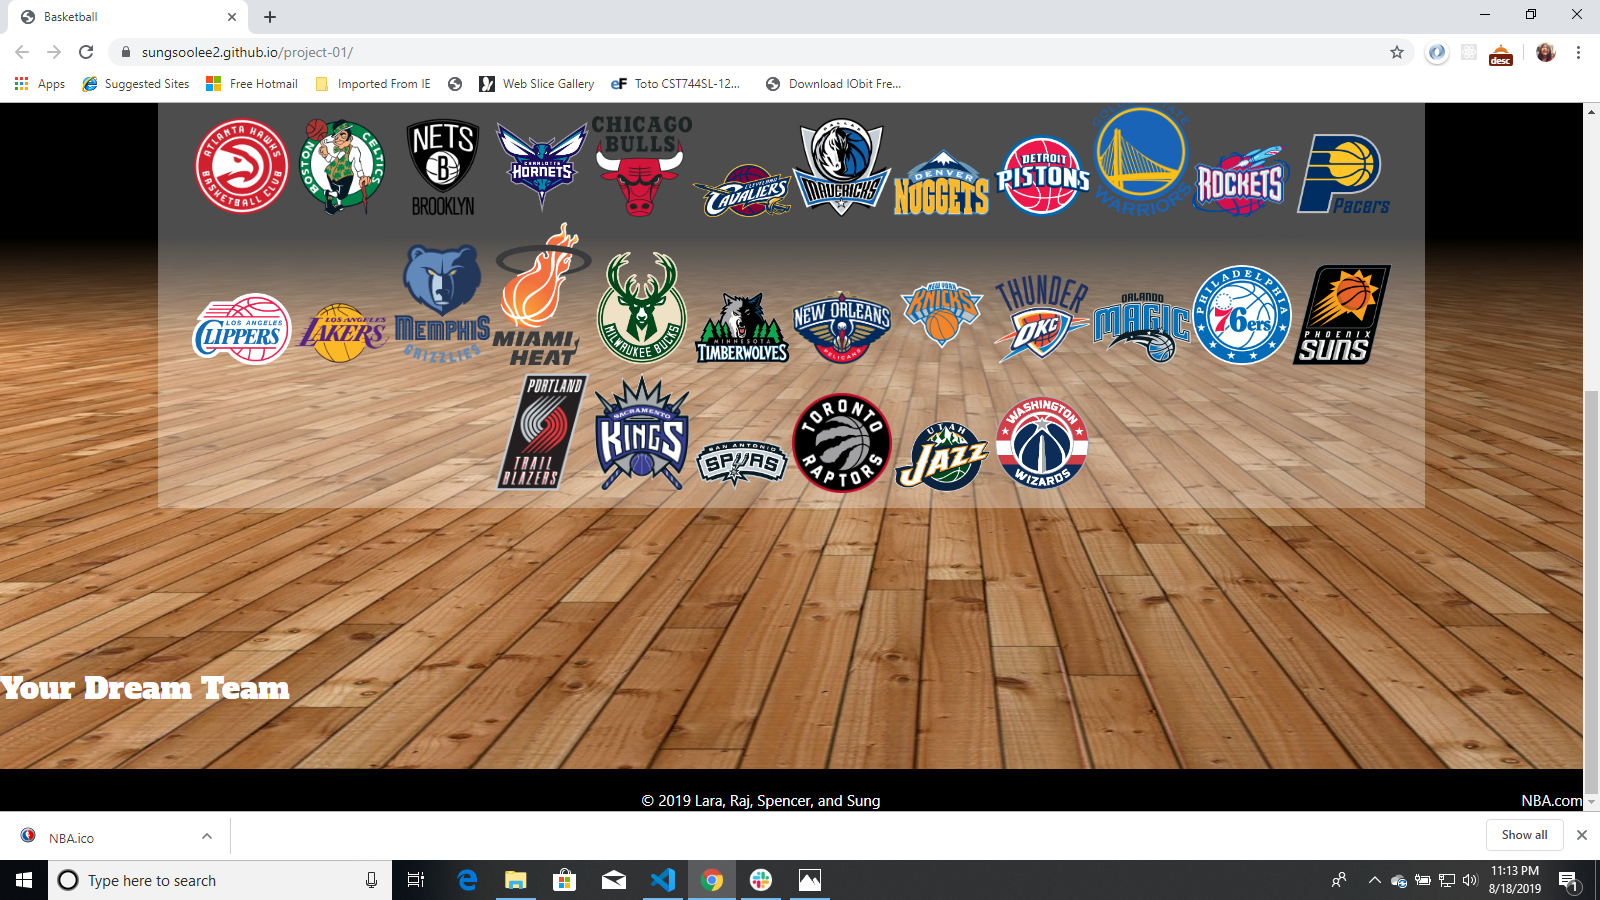 Basketball
sungsoolee2.github.io/project-01/
desc
Apps
Suggested Sites
Free Hotmail
Imported From IE
Web Slice Gallery
eF Toto CST744SL-12...
Download IObit Fre...
ATLANTA HAWKS
BASKETBALL CLUB
BOSTON
CELTICS
NETS
B
BROOKLYN
CHARLOTTE
HORNETS
CHICAGO
BULLS
CLEVELAND
CAVALIERS
DALLAS
MAVERICKS
DENVER
NUGGETS
DETROIT
PISTONS
WARRIORS
ROCKETS
Pacers
LOS ANGELES
CLIPPERS
LOS ANGELES
LAKERS
MEMPHIS
GRIZZLIES
MIAMI
HEAT
MILWAUKEE BUCKS
MINNESOTA
TIMBERWOLVES
NEW ORLEANS
PELICANS
NEW YORK
KNICKS
THUNDER
OKC
ORLANDO
MAGIC
PHILADELPHIA
76ers
PHOENIX
SUNS
PORTLAND
TRAIL
BLAZERS
SACRAMENTO
KINGS
SAN ANTONIO
SPURS
TORONTO
RAPTORS
UTAH
JAZZ
WASHINGTON
WIZARDS
Your Dream Team
© 2019 Lara, Raj, Spencer, and Sung
NBA.com
NBA.ico
Show all
Type here to search
11:13 PM
8/18/2019
1